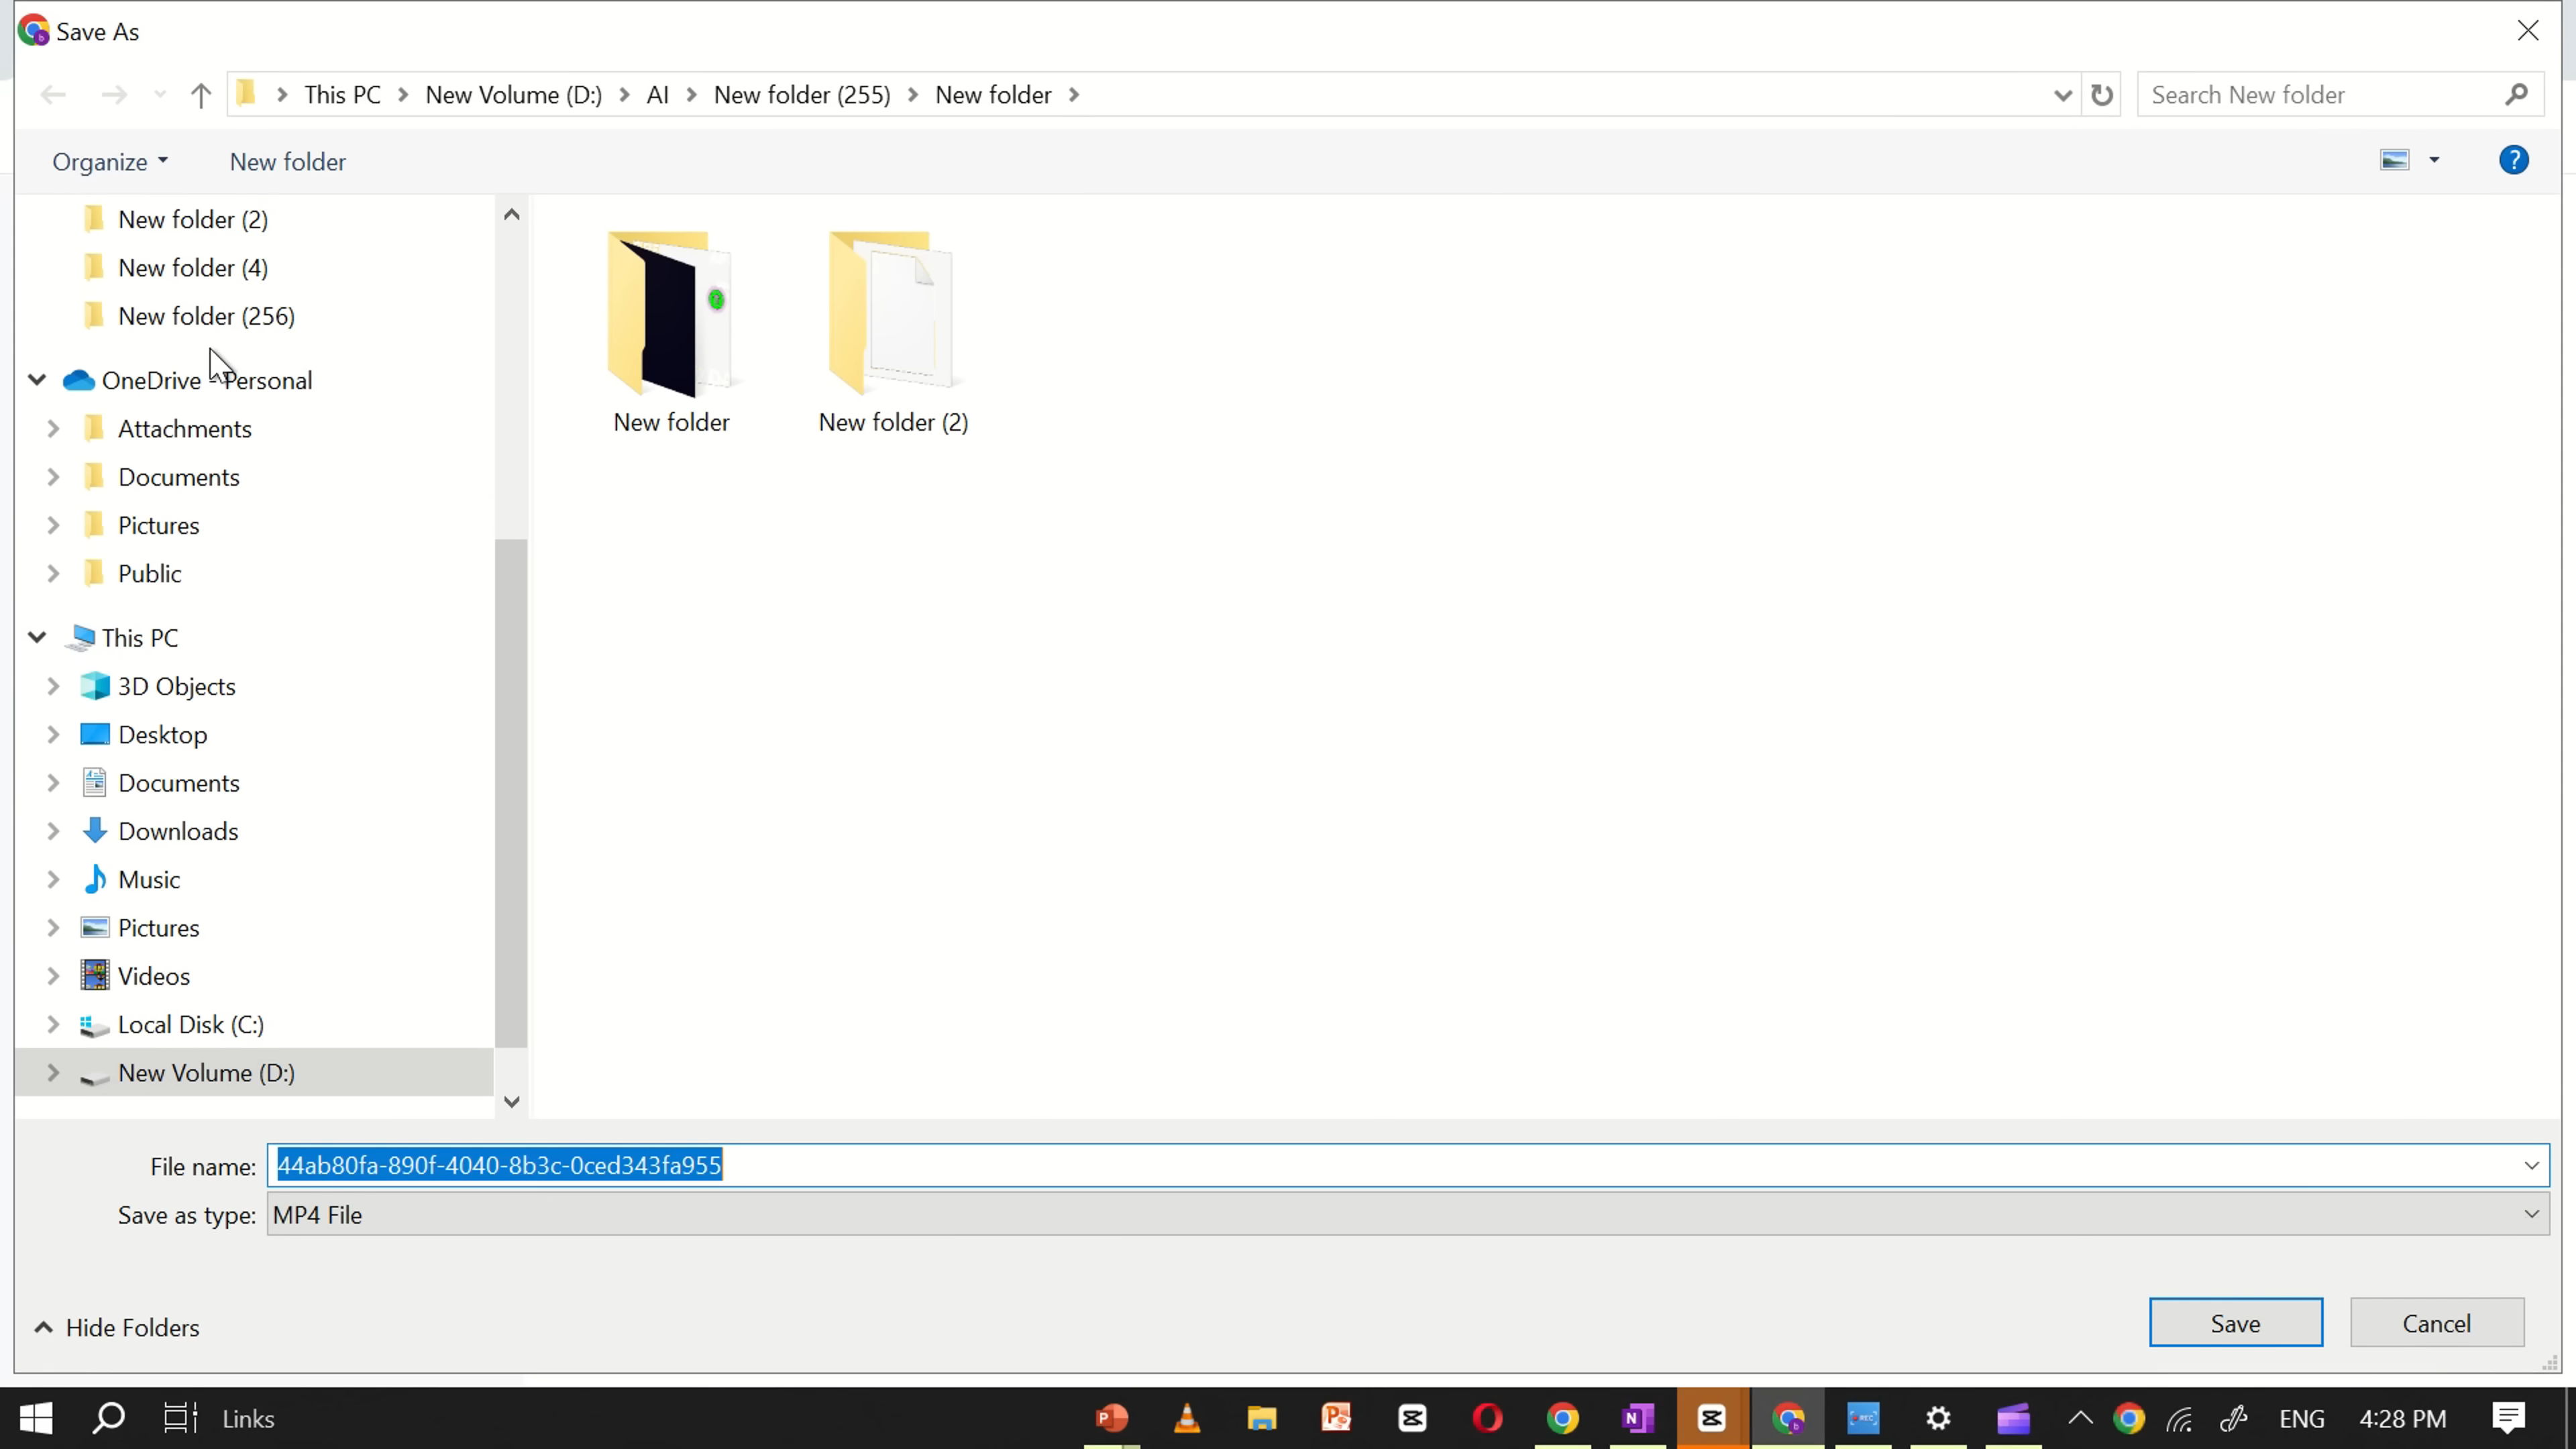 Save As
This PC > New Volume (D:) > AI > New folder (255) > New folder >
Search New folder
Organize
New folder
New folder (2)
New folder (4)
New folder (256)
OneDrive - Personal
Attachments
Documents
Pictures
Public
This PC
3D Objects
Desktop
Documents
Downloads
Music
Pictures
Videos
Local Disk (C:)
New Volume (D:)
New folder
New folder (2)
File name: 44ab80fa-890f-4040-8b3c-0ced343fa955
Save as type: MP4 File
Hide Folders
Save
Cancel
Links
ENG
4:28 PM